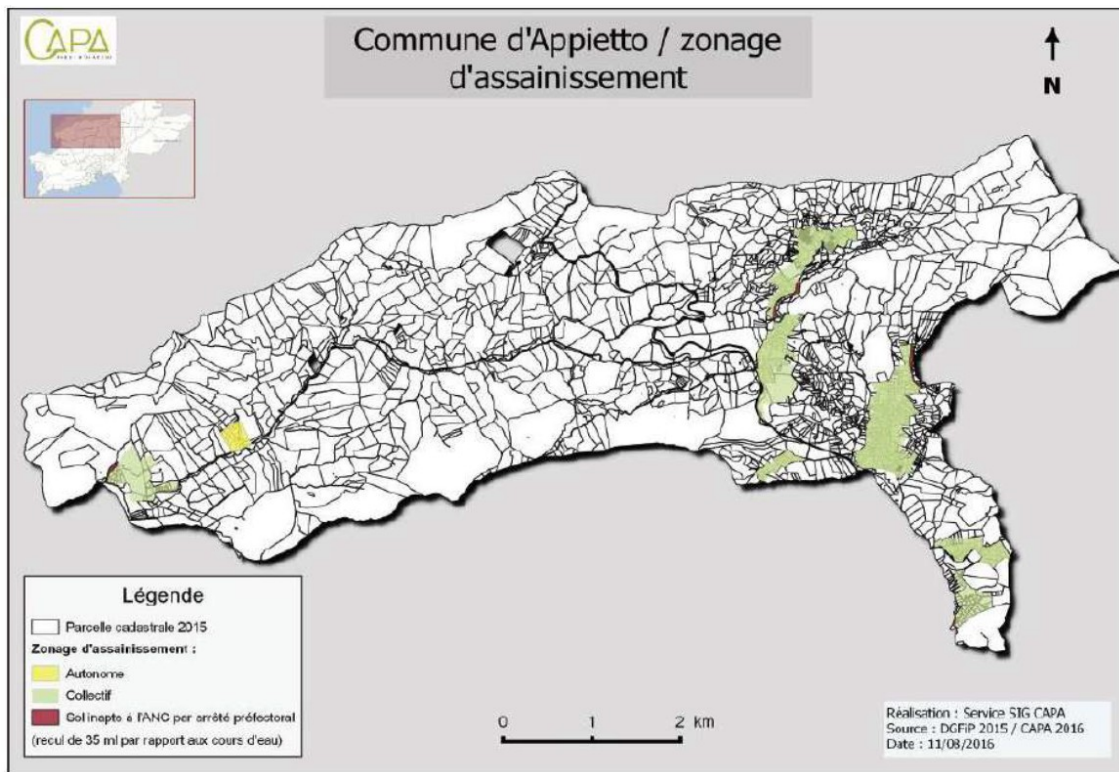 CAPA
Commune d'Appietto / zonage
d'assainissement
N
Légende
Parcelle cadastrale 2015
Zonage d'assainissement :
Autonome
Collectif
Sol inapte à l'ANC par arrêté préfectoral
(recul de 35 ml par rapport aux cours d'eau)
0 1 2 km
Réalisation : Service SIG CAPA
Source : DGFiP 2015 / CAPA 2016
Date : 11/08/2016